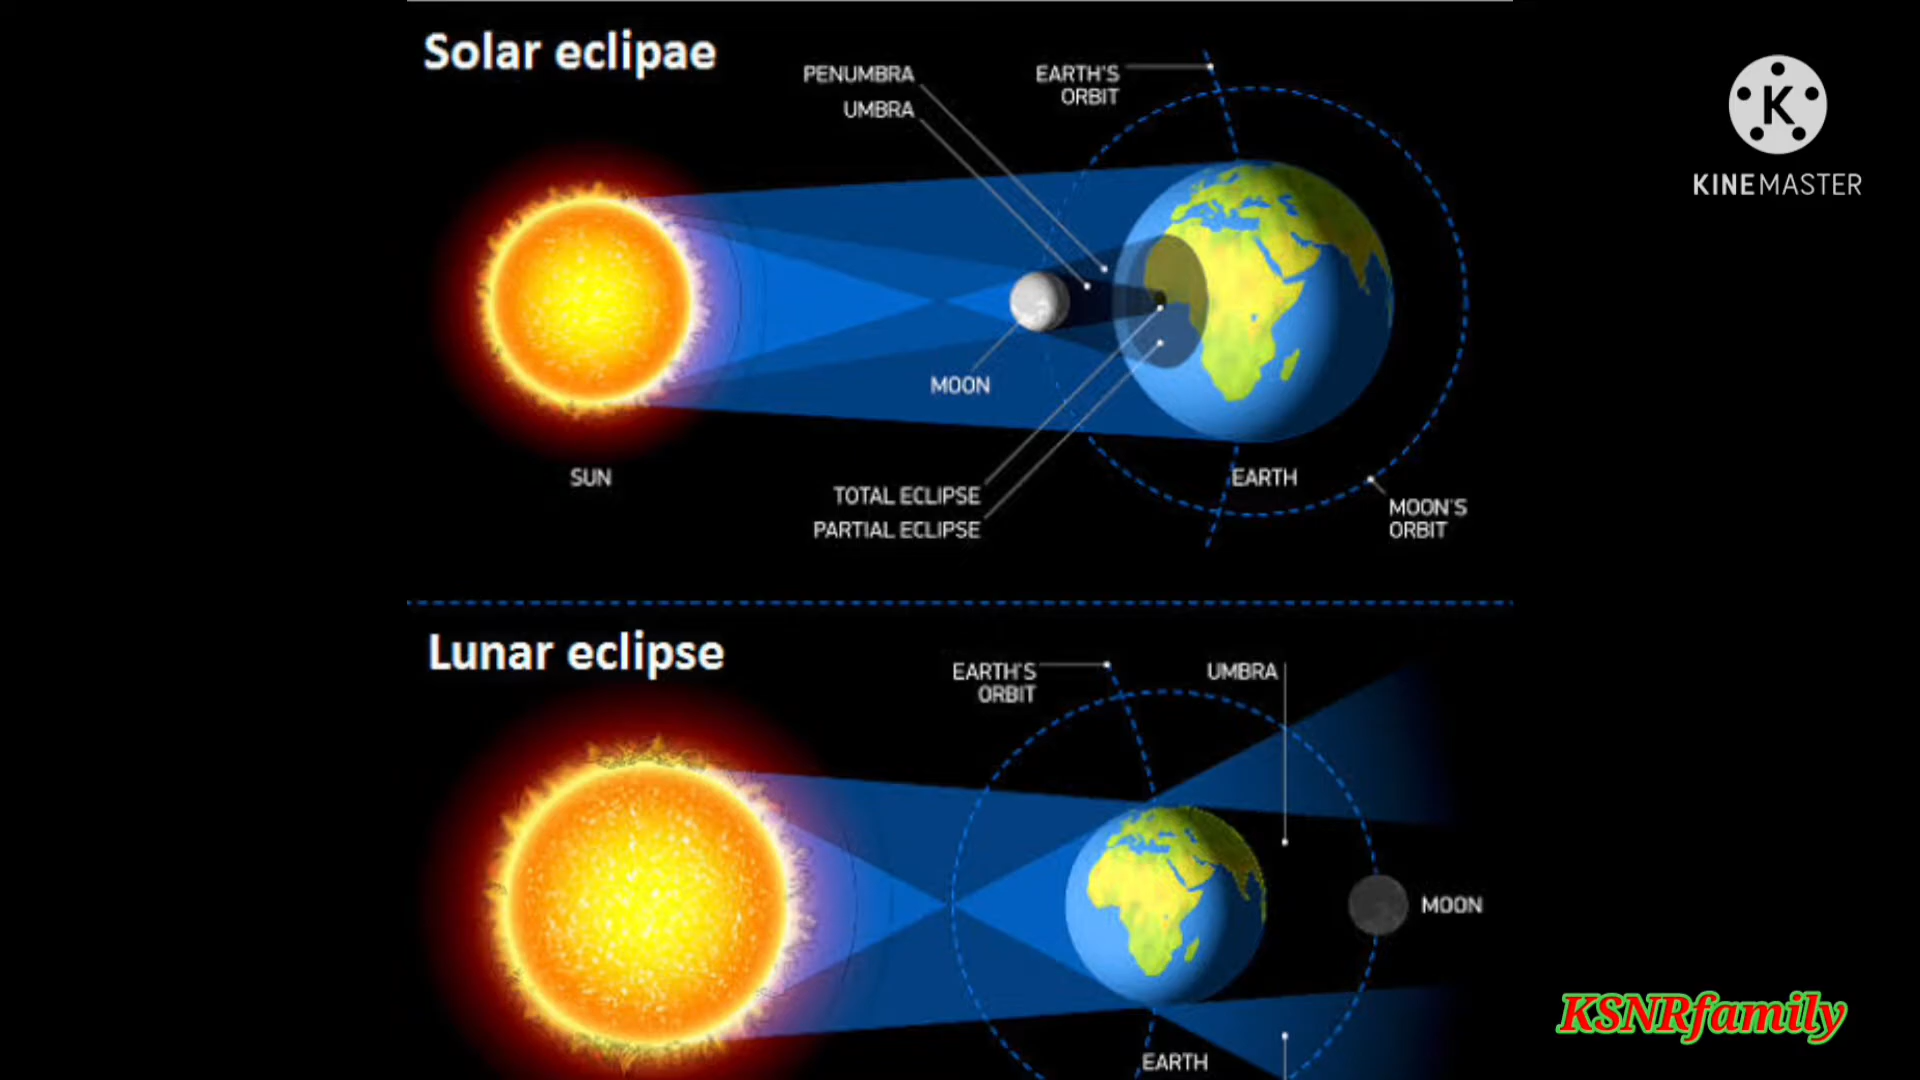 Solar eclipae
PENUMBRA
UMBRA
EARTH'S
ORBIT
MOON
SUN
TOTAL ECLIPSE
PARTIAL ECLIPSE
EARTH
MOON'S
ORBIT
K
KINEMASTER
Lunar eclipse
EARTH'S
ORBIT
UMBRA
MOON
EARTH
KSNRfamily